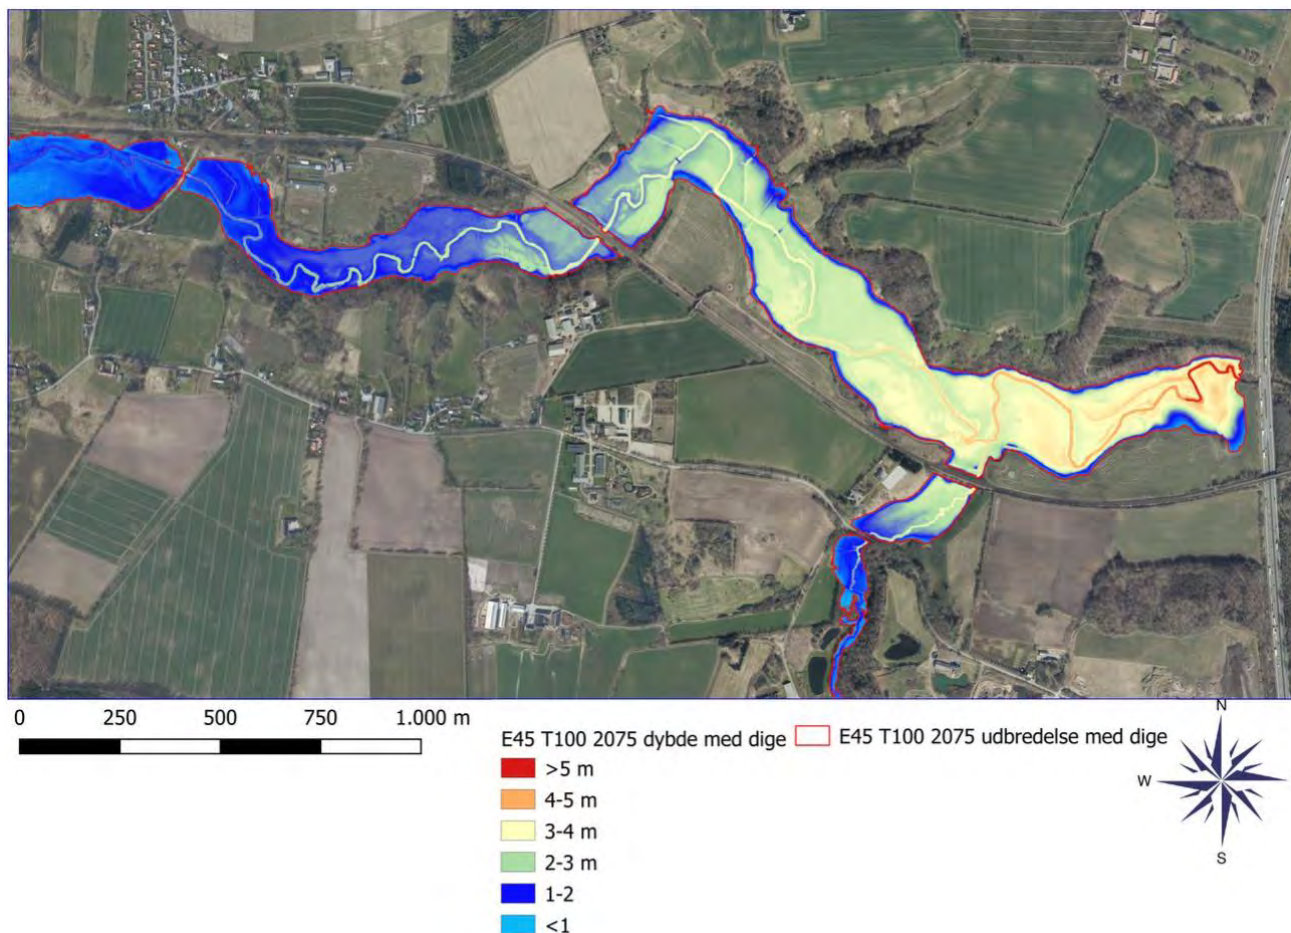 0 250 500 750 1.000 m
E45 T100 2075 dybde med dige
>5 m
4-5 m
3-4 m
2-3 m
1-2
<1
E45 T100 2075 udbredelse med dige
N
W
S